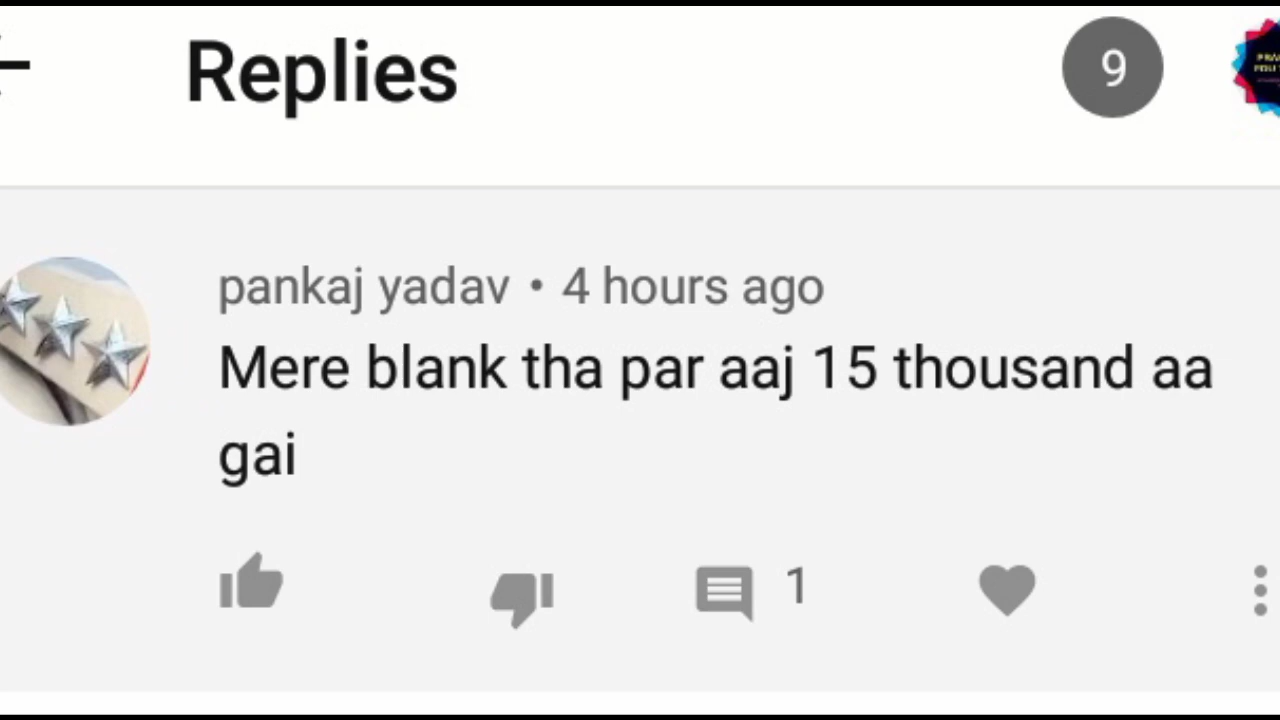 Replies
9
pankaj yadav • 4 hours ago
Mere blank tha par aaj 15 thousand aa
gai
1